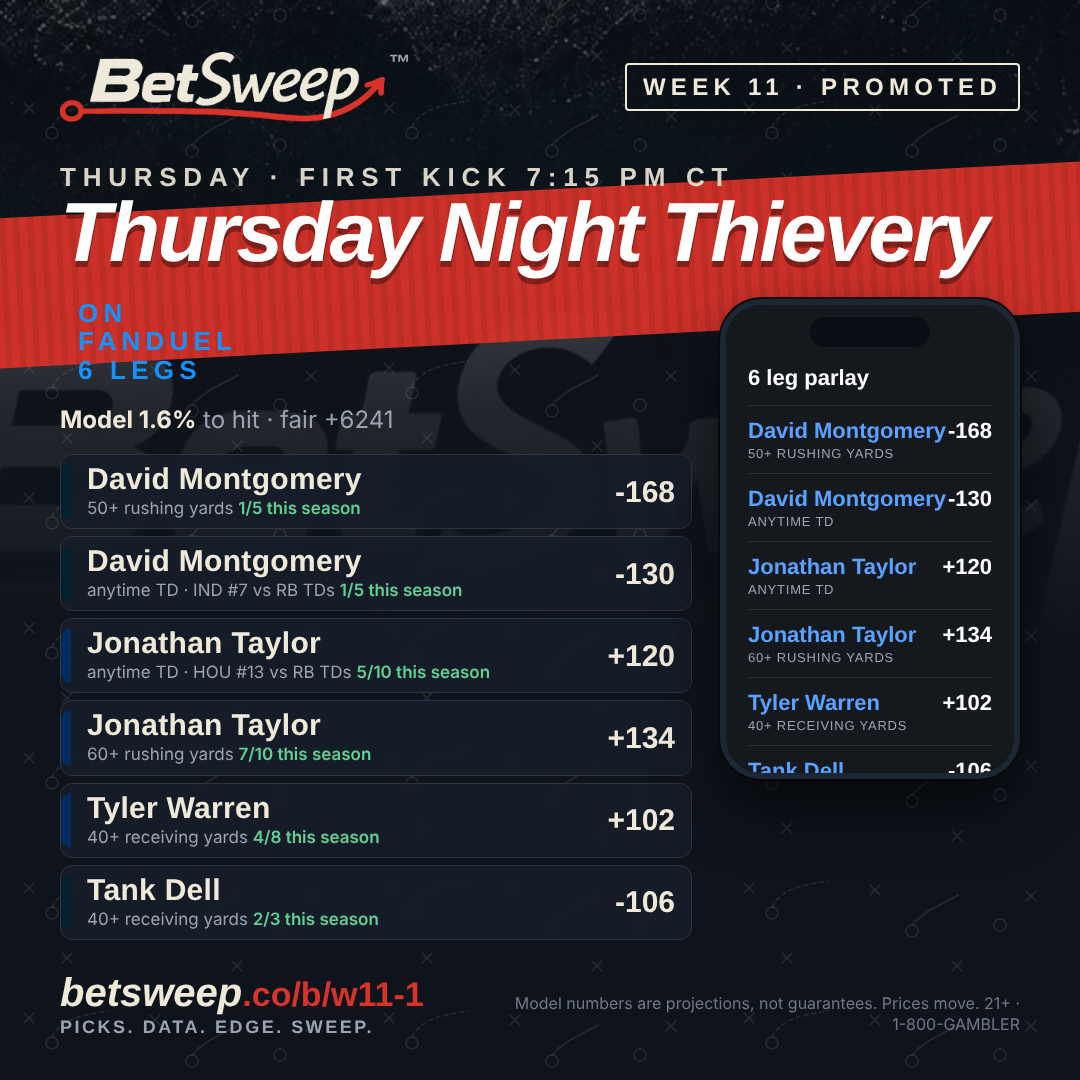 BetSweep™
WEEK 11 · PROMOTED
THURSDAY · FIRST KICK 7:15 PM CT
Thursday Night Thievery
ON
FANDUEL
6 LEGS
Model 1.6% to hit · fair +6241
David Montgomery
50+ rushing yards 1/5 this season
-168
David Montgomery
anytime TD · IND #7 vs RB TDs 1/5 this season
-130
Jonathan Taylor
anytime TD · HOU #13 vs RB TDs 5/10 this season
+120
Jonathan Taylor
60+ rushing yards 7/10 this season
+134
Tyler Warren
40+ receiving yards 4/8 this season
+102
Tank Dell
40+ receiving yards 2/3 this season
-106
6 leg parlay
David Montgomery -168
50+ RUSHING YARDS
David Montgomery -130
ANYTIME TD
Jonathan Taylor +120
ANYTIME TD
Jonathan Taylor +134
60+ RUSHING YARDS
Tyler Warren +102
40+ RECEIVING YARDS
Tank Dell -106
betsweep.co/b/w11-1
PICKS. DATA. EDGE. SWEEP.
Model numbers are projections, not guarantees. Prices move. 21+ ·
1-800-GAMBLER